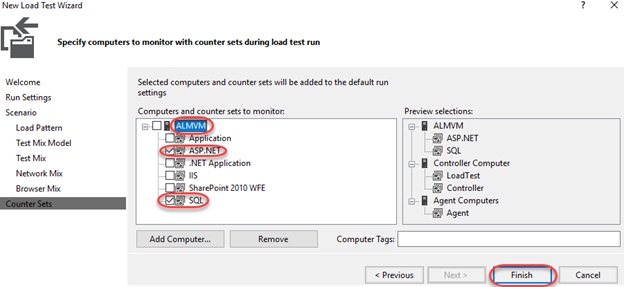 New Load Test Wizard
Specify computers to monitor with counter sets during load test run
Welcome
Run Settings
Scenario
Load Pattern
Test Mix Model
Test Mix
Network Mix
Browser Mix
Counter Sets
Selected computers and counter sets will be added to the default run
settings
Computers and counter sets to monitor:
ALMVM
Application
ASP.NET
.NET Application
IIS
SharePoint 2010 WFE
SQL
Preview selections:
ALMVM
ASP.NET
SQL
Controller Computer
LoadTest
Controller
Agent Computers
Agent
Add Computer...
Remove
Computer Tags:
< Previous
Next >
Finish
Cancel